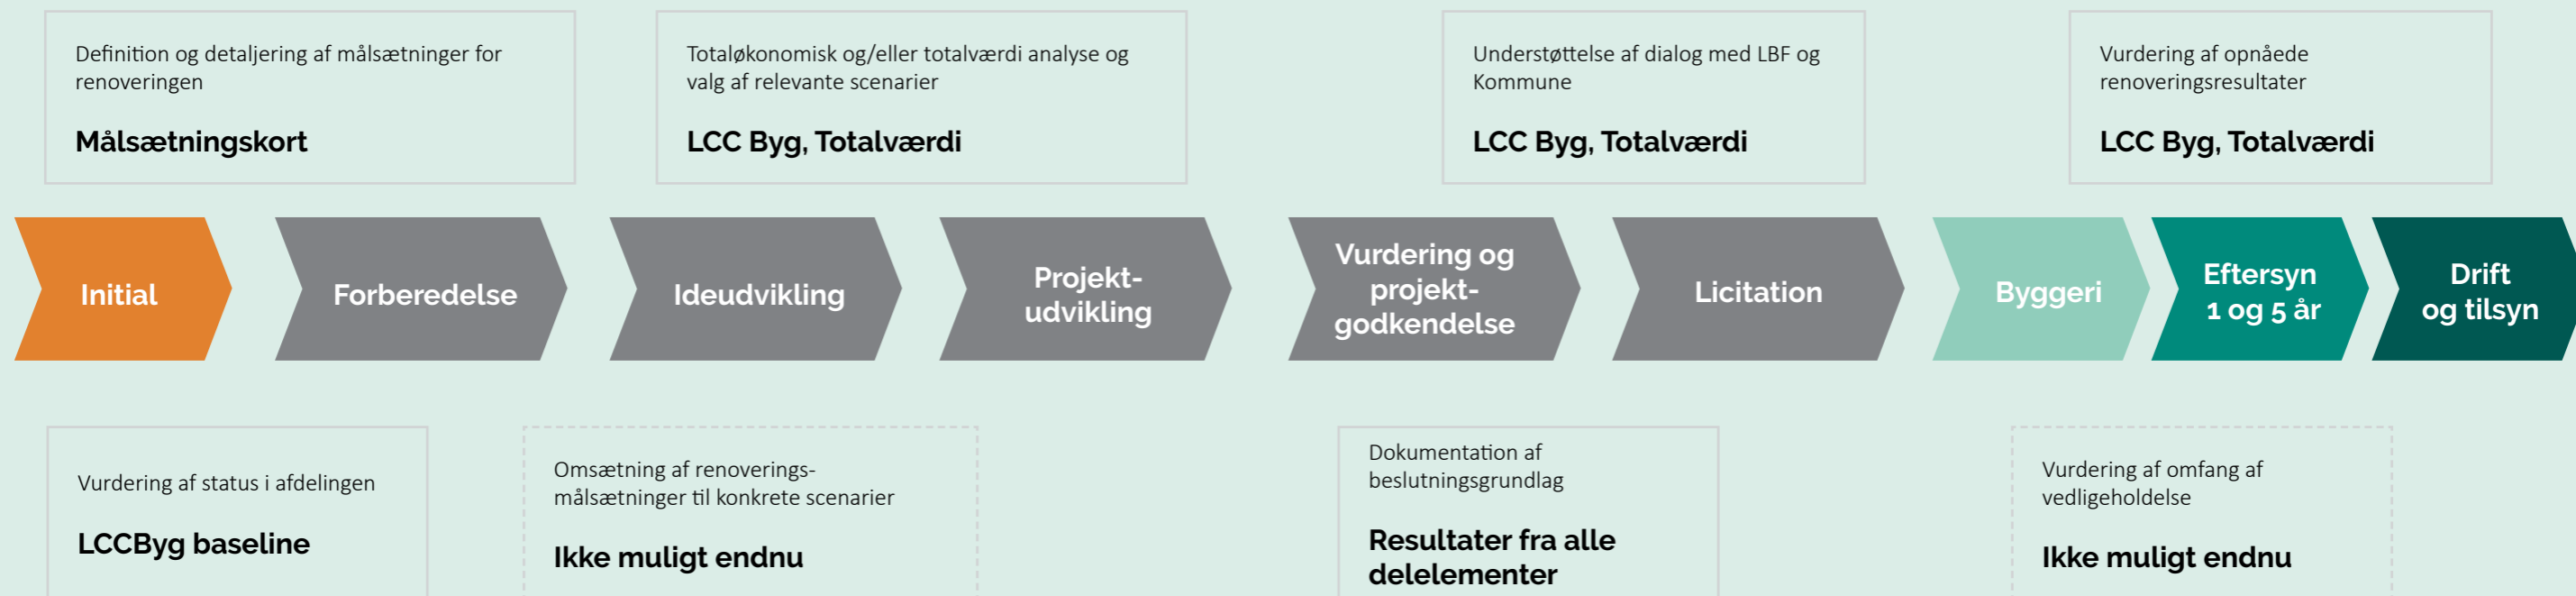 Definition og detaljering af målsætninger for
renoveringen
Målsætningskort
Totaløkonomisk og/eller totalværdi analyse og
valg af relevante scenarier
LCC Byg, Totalværdi
Understøttelse af dialog med LBF og
Kommune
LCC Byg, Totalværdi
Vurdering af opnåede
renoveringsresultater
LCC Byg, Totalværdi
Initial
Forberedelse
Ideudvikling
Projekt-
udvikling
Vurdering og
projekt-
godkendelse
Licitation
Byggeri
Eftersyn
1 og 5 år
Drift
og tilsyn
Vurdering af status i afdelingen
LCCByg baseline
Omsætning af renoverings-
målsætninger til konkrete scenarier
Ikke muligt endnu
Dokumentation af
beslutningsgrundlag
Resultater fra alle
delelementer
Vurdering af omfang af
vedligeholdelse
Ikke muligt endnu